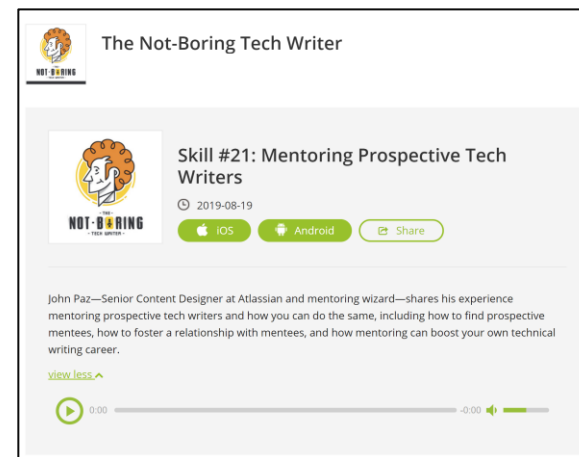 The Not-Boring Tech Writer
THE
NOT-BORING
Skill #21: Mentoring Prospective Tech
Writers
2019-08-19
iOS
Android
Share
THE
NOT-BORING
TECH WRITER
John Paz—Senior Content Designer at Atlassian and mentoring wizard—shares his experience
mentoring prospective tech writers and how you can do the same, including how to find prospective
mentees, how to foster a relationship with mentees, and how mentoring can boost your own technical
writing career.
view less
0:00
-0:00